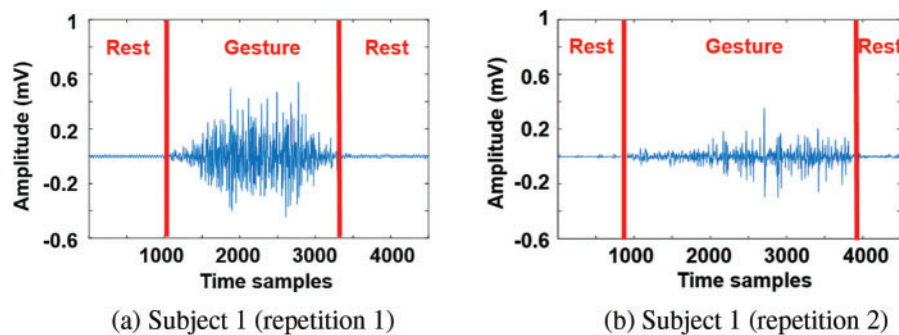 1
Rest Gesture Rest
0.6
0.2
-0.2
-0.6
Amplitude (mV)
1000 2000 3000 4000
Time samples
(a) Subject 1 (repetition 1)
1
Rest Gesture Rest
0.6
0.2
-0.2
-0.6
Amplitude (mV)
1000 2000 3000 4000
Time samples
(b) Subject 1 (repetition 2)